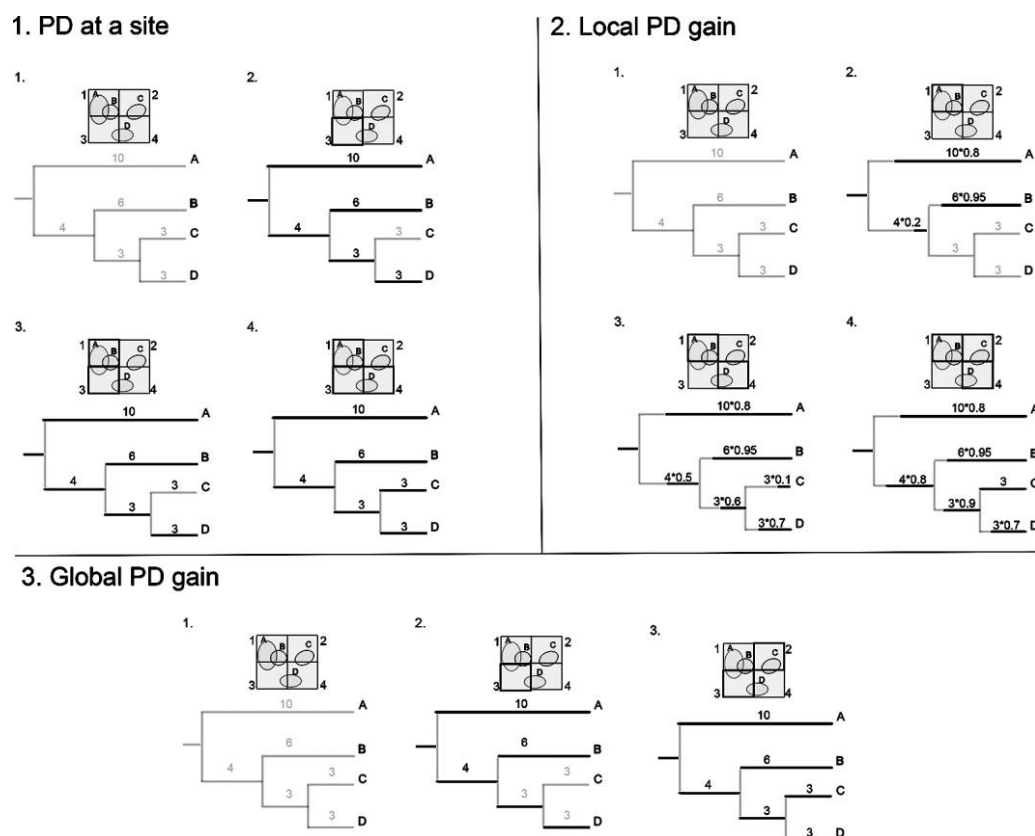 1. PD at a site
1.
1 A B C 2
3 D 4
10 A
6 B
4
3 C
3
3 D
2.
1 A B C 2
3 D 4
10 A
6 B
4
3 C
3
3 D
3.
1 A B C 2
3 D 4
10 A
6 B
4
3 C
3
3 D
4.
1 A B C 2
3 D 4
10 A
6 B
4
3 C
3
3 D
2. Local PD gain
1.
1 A B C 2
3 D 4
10 A
6 B
4
3 C
3
3 D
2.
1 A B C 2
3 D 4
10*0.8 A
6*0.95 B
4*0.2
3 C
3
3 D
3.
1 A B C 2
3 D 4
10*0.8 A
6*0.95 B
4*0.5
3*0.1 C
3*0.6
3*0.7 D
4.
1 A B C 2
3 D 4
10*0.8 A
6*0.95 B
4*0.8
3 C
3*0.9
3*0.7 D
3. Global PD gain
1.
1 A B C 2
3 D 4
10 A
6 B
4
3 C
3
3 D
2.
1 A B C 2
3 D 4
10 A
6 B
4
3 C
3
3 D
3.
1 A B C 2
3 D 4
10 A
6 B
4
3 C
3
3 D